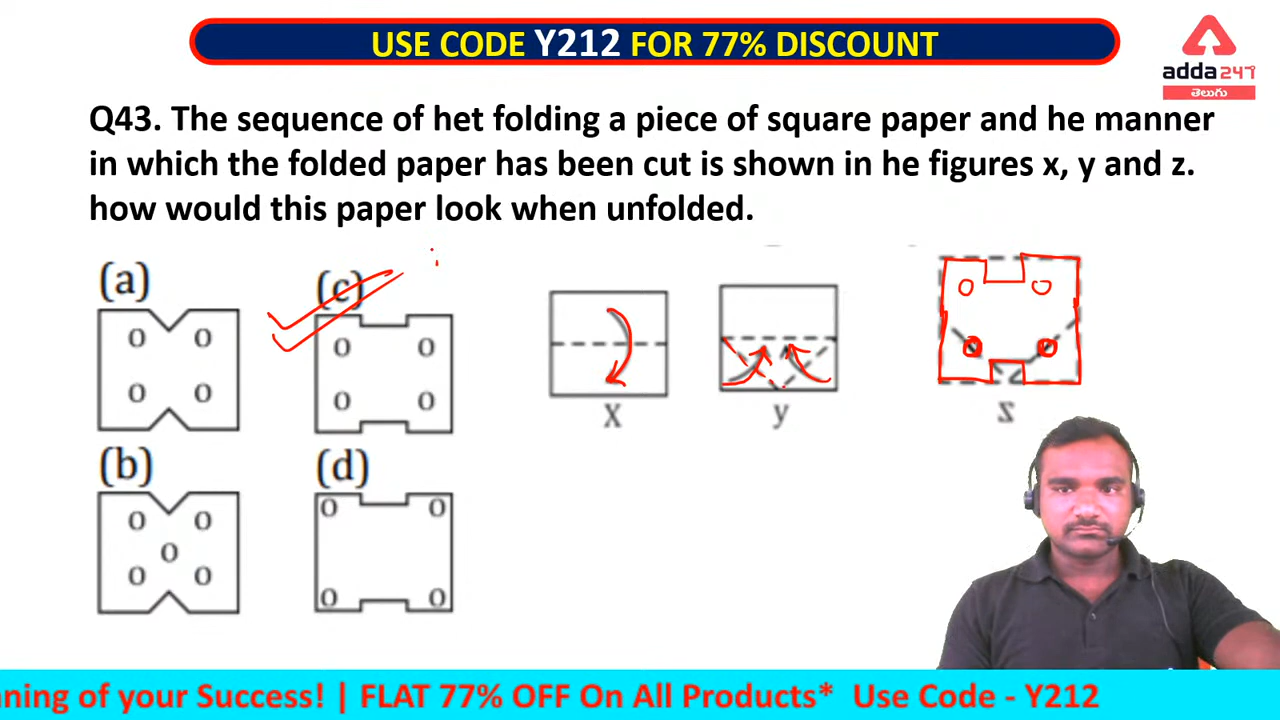 USE CODE Y212 FOR 77% DISCOUNT
adda247
తెలుగు
Q43. The sequence of het folding a piece of square paper and he manner
in which the folded paper has been cut is shown in he figures x, y and z.
how would this paper look when unfolded.
(a)
(c)
(b)
(d)
X
y
z
nning of your Success! | FLAT 77% OFF On All Products* Use Code - Y212